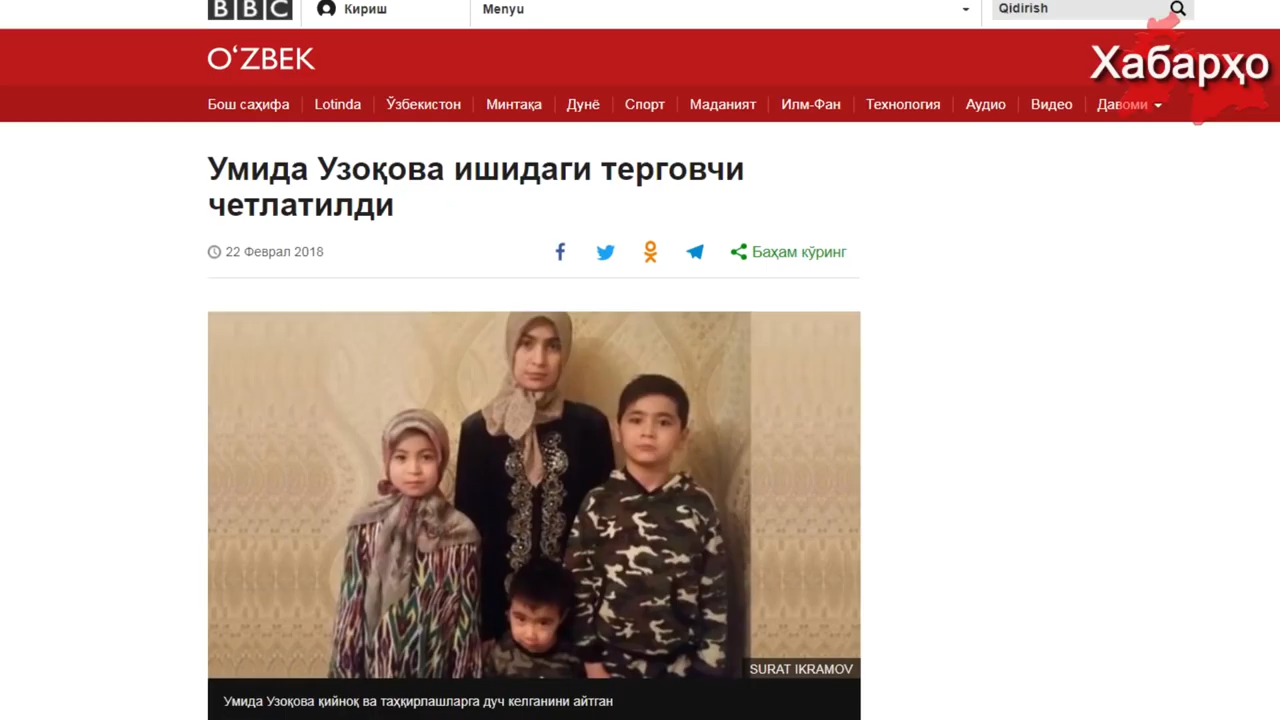 BBC
Кириш
Menyu
Qidirish
OʻZBEK
Хабарҳо
Бош саҳифа
Lotinda
Ўзбекистон
Минтақа
Дунё
Спорт
Маданият
Илм-Фан
Технология
Аудио
Видео
Давоми
Умида Узоқова ишидаги терговчи
четлатилди
22 Феврал 2018
Баҳам кўринг
SURAT IKRAMOV
Умида Узоқова қийноқ ва таҳқирлашларга дуч келганини айтган